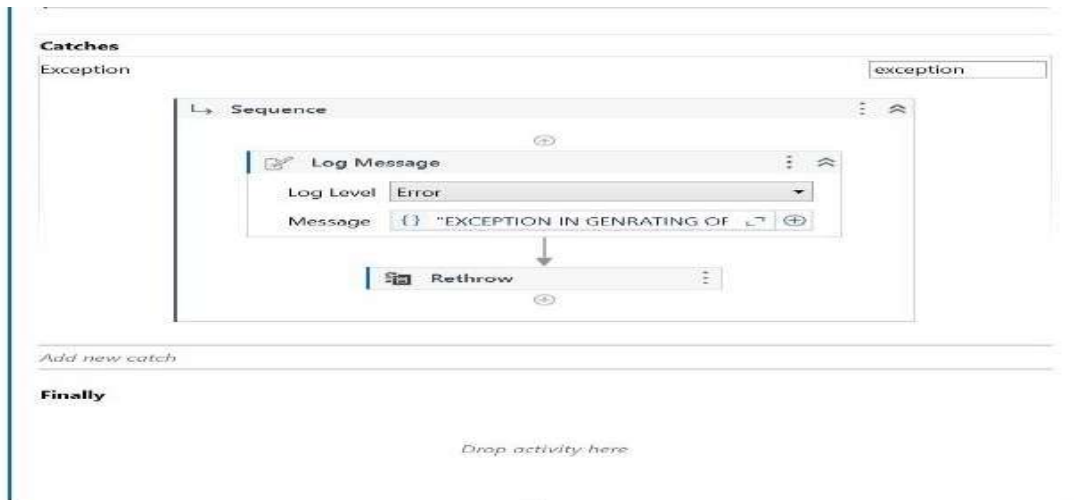 Catches
Exception exception
Sequence
Log Message
Log Level Error
Message {} "EXCEPTION IN GENRATING OF
Rethrow
Add new catch
Finally
Drop activity here